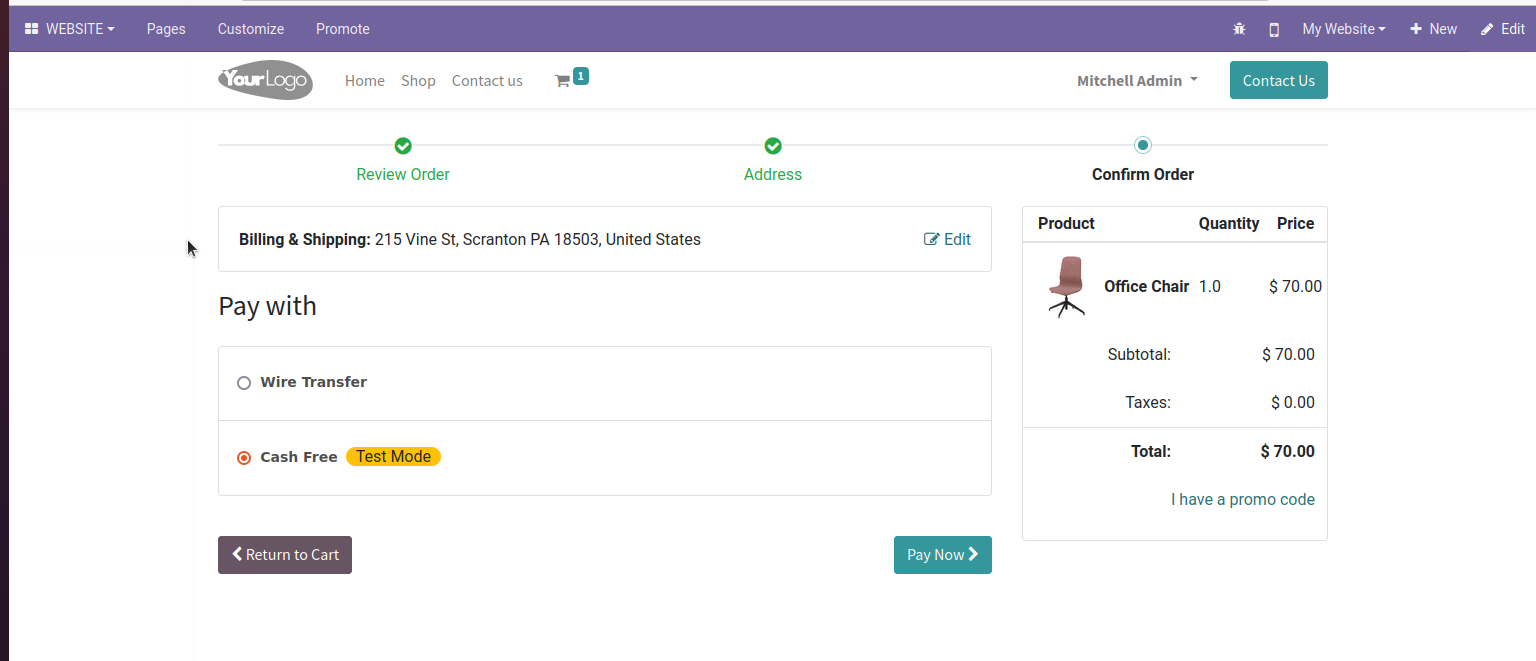 WEBSITE Pages Customize Promote My Website New Edit
YourLogo Home Shop Contact us 1 Mitchell Admin Contact Us
Review Order Address Confirm Order
Billing & Shipping: 215 Vine St, Scranton PA 18503, United States Edit
Pay with
Wire Transfer
Cash Free Test Mode
Return to Cart Pay Now
Product Quantity Price
Office Chair 1.0 $ 70.00
Subtotal: $ 70.00
Taxes: $ 0.00
Total: $ 70.00
I have a promo code